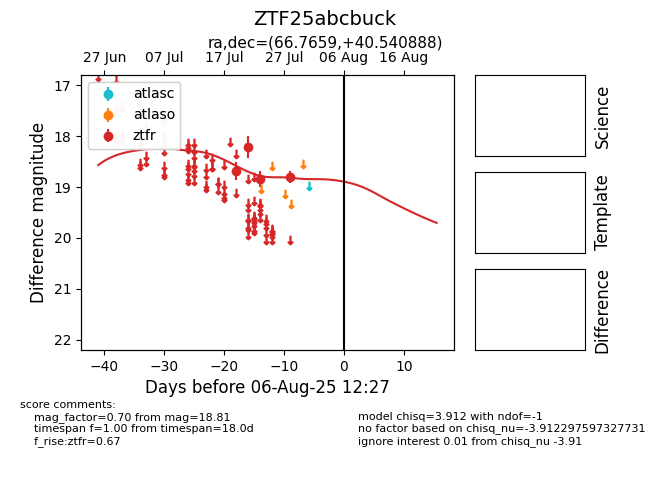 ZTF25abcbuck
ra,dec=(66.7659,+40.540888)
27 Jun 07 Jul 17 Jul 27 Jul 06 Aug 16 Aug
17
18
19
20
21
22
Difference magnitude
atlasc
atlaso
ztfr
−40 −30 −20 −10 0 10
Days before 06-Aug-25 12:27
Science
Template
Difference
score comments:
mag_factor=0.70 from mag=18.81
timespan f=1.00 from timespan=18.0d
f_rise:ztfr=0.67
model chisq=3.912 with ndof=-1
no factor based on chisq_nu=-3.912297597327731
ignore interest 0.01 from chisq_nu -3.91